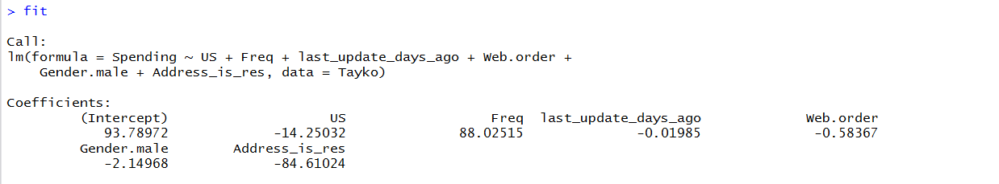 > fit
Call:
lm(formula = Spending ~ US + Freq + last_update_days_ago + Web.order +
Gender.male + Address_is_res, data = Tayko)
Coefficients:
(Intercept) US Freq last_update_days_ago Web.order
93.78972 -14.25032 88.02515 -0.01985 -0.58367
Gender.male Address_is_res
-2.14968 -84.61024